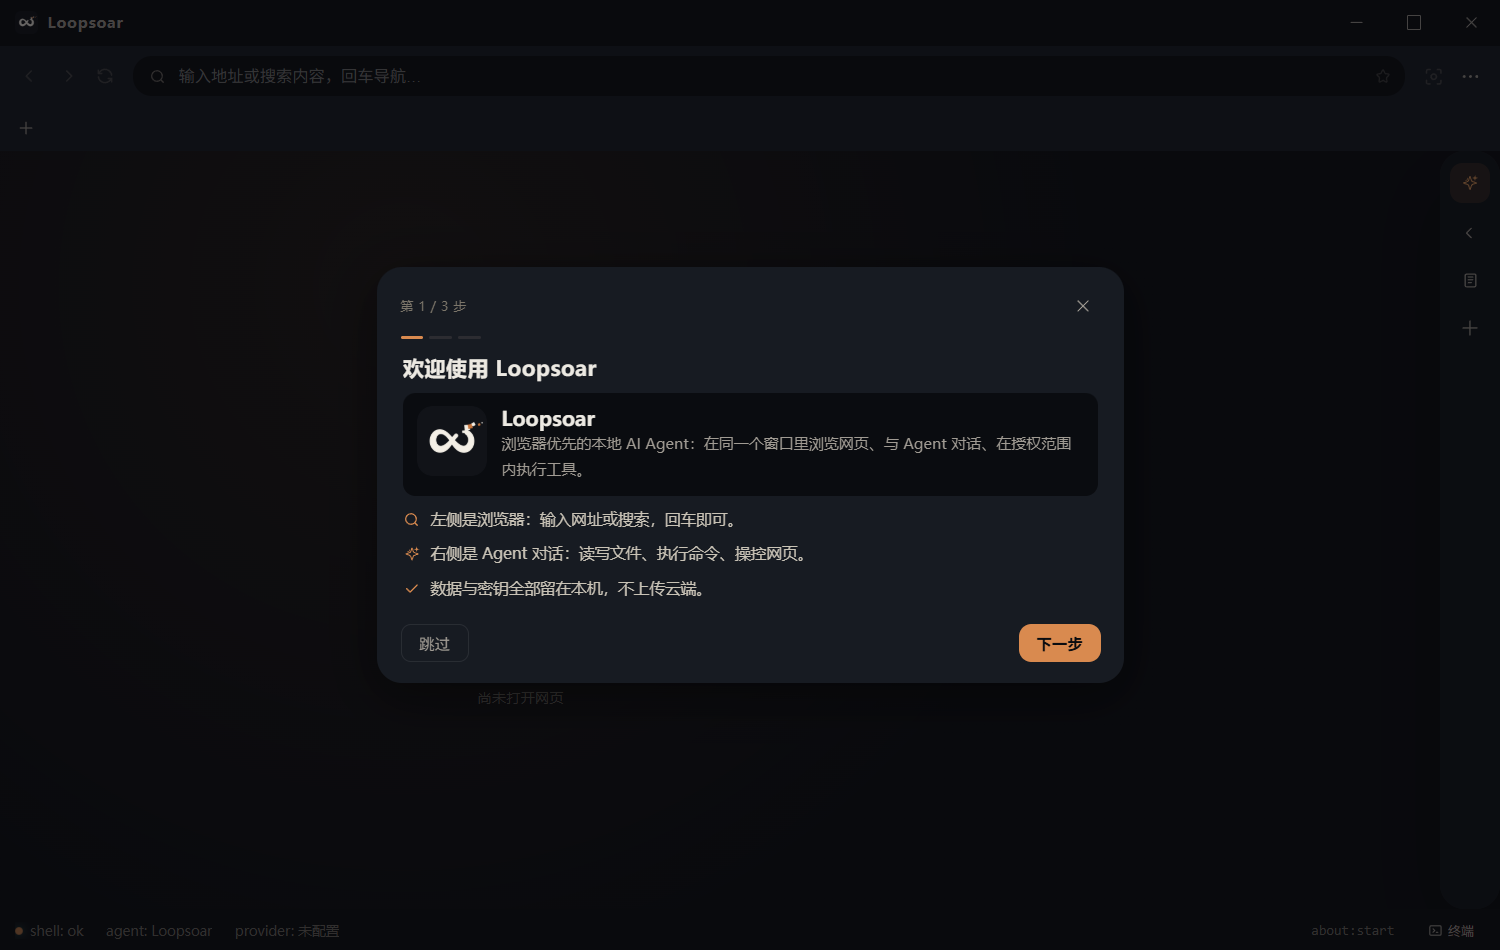 Loopsoar
输入地址或搜索内容，回车导航...
第 1 / 3 步
欢迎使用 Loopsoar
Loopsoar
浏览器优先的本地 AI Agent：在同一个窗口里浏览网页、与 Agent 对话、在授权范围
内执行工具。
左侧是浏览器：输入网址或搜索，回车即可。
右侧是 Agent 对话：读写文件、执行命令、操控网页。
数据与密钥全部留在本机，不上传云端。
跳过
下一步
尚未打开网页
shell: ok
agent: Loopsoar
provider: 未配置
about:start
终端